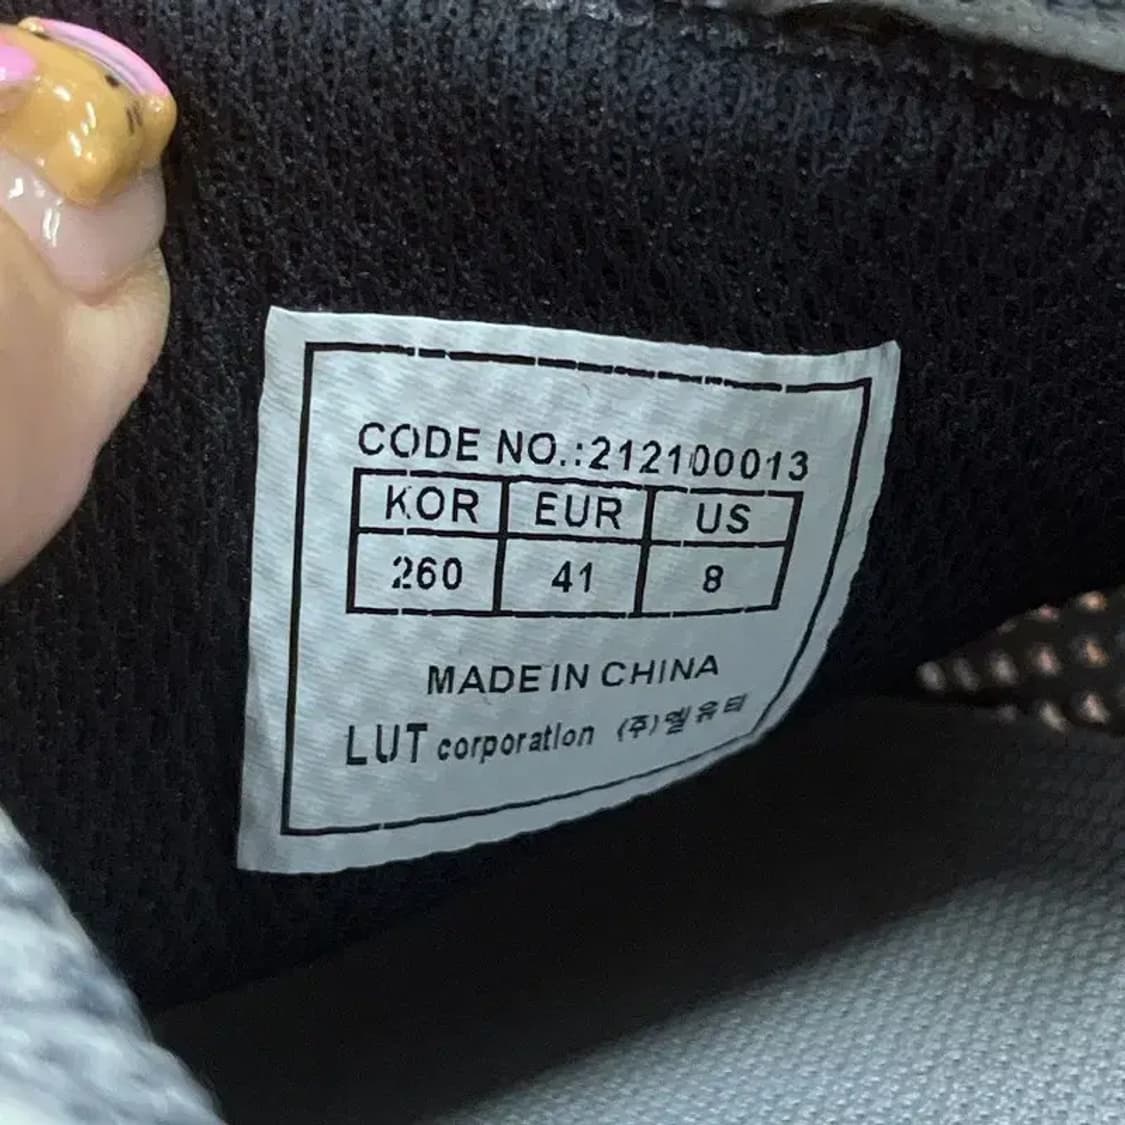 CODE NO.:212100013
KOR EUR US
260 41 8
MADE IN CHINA
LUT corporation (주)엘유티